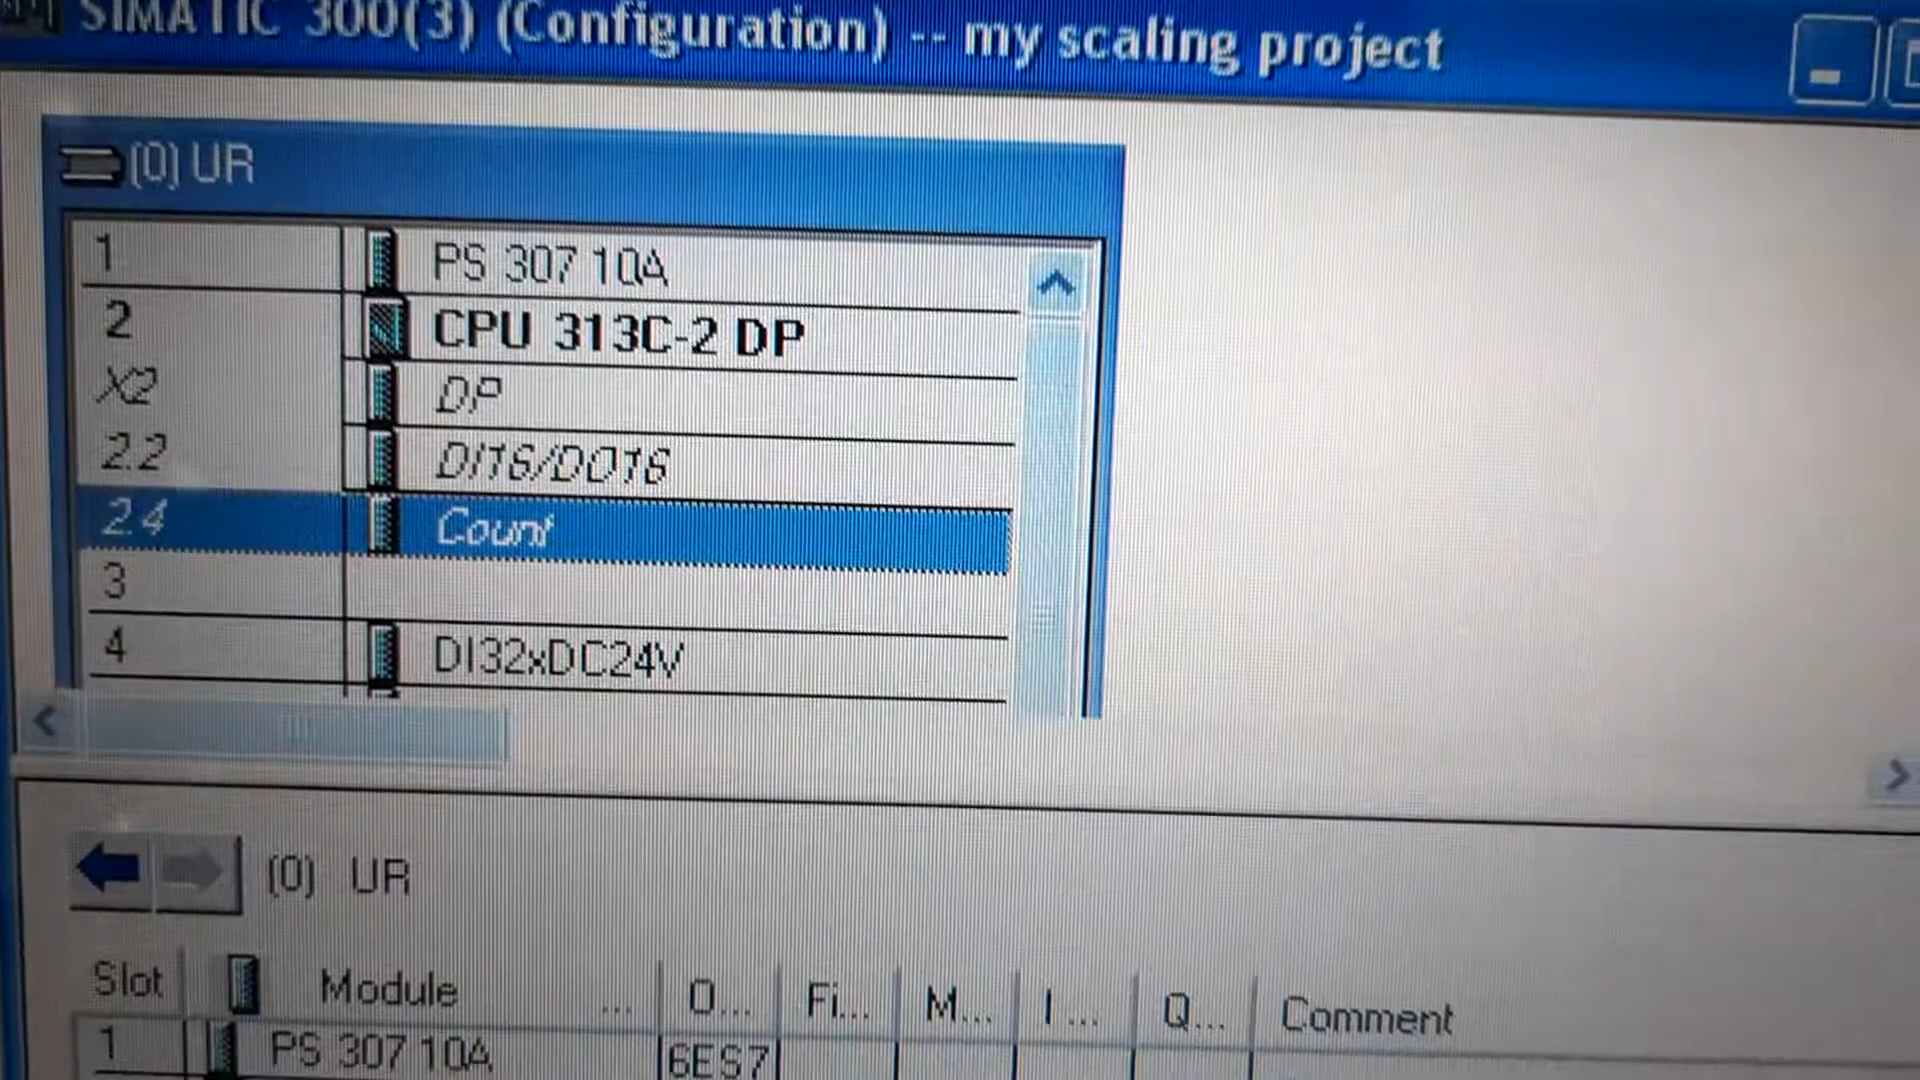 SIMATIC 300(3) (Configuration) -- my scaling project
(0) UR
1 PS 307 10A
2 CPU 313C-2 DP
X2 DP
2.2 DI16/DO16
2.4 Count
3
4 DI32xDC24V
(0) UR
Slot Module ... O... Fi... M... I ... Q... Comment
1 PS 307 10A 6ES7